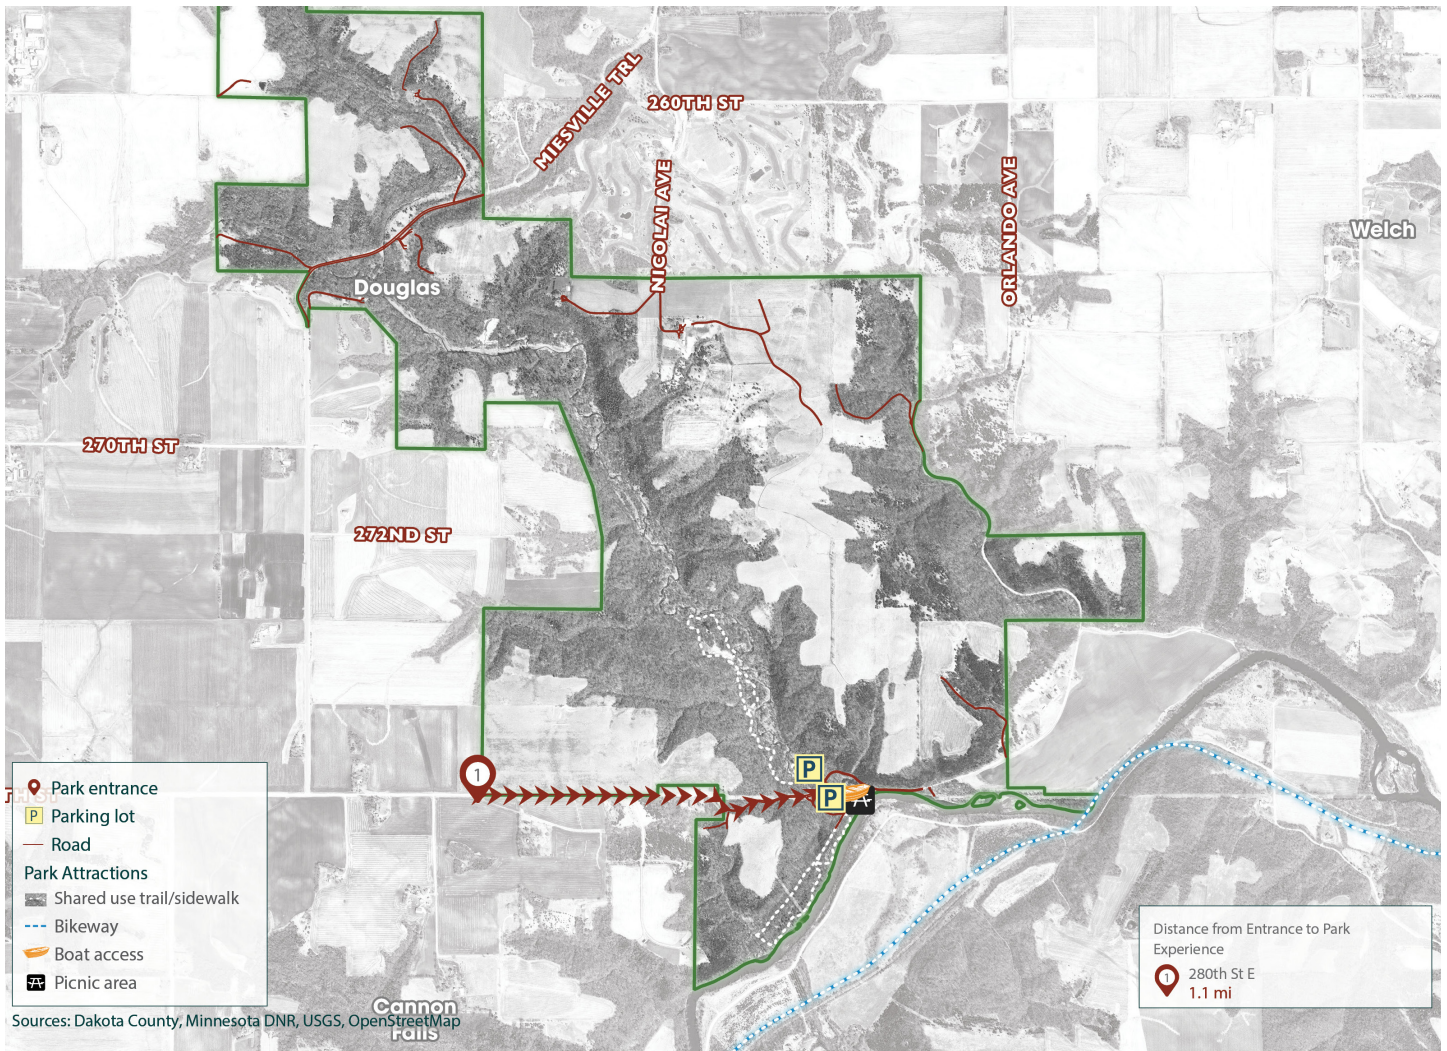 MIESVILLE TRL
260TH ST
NICOLAI AVE
ORLANDO AVE
Welch
Douglas
270TH ST
272ND ST
1
P
P
TH ST
Park entrance
P Parking lot
Road
Park Attractions
Shared use trail/sidewalk
Bikeway
Boat access
Picnic area
Distance from Entrance to Park
Experience
1 280th St E
1.1 mi
Cannon
Falls
Sources: Dakota County, Minnesota DNR, USGS, OpenStreetMap